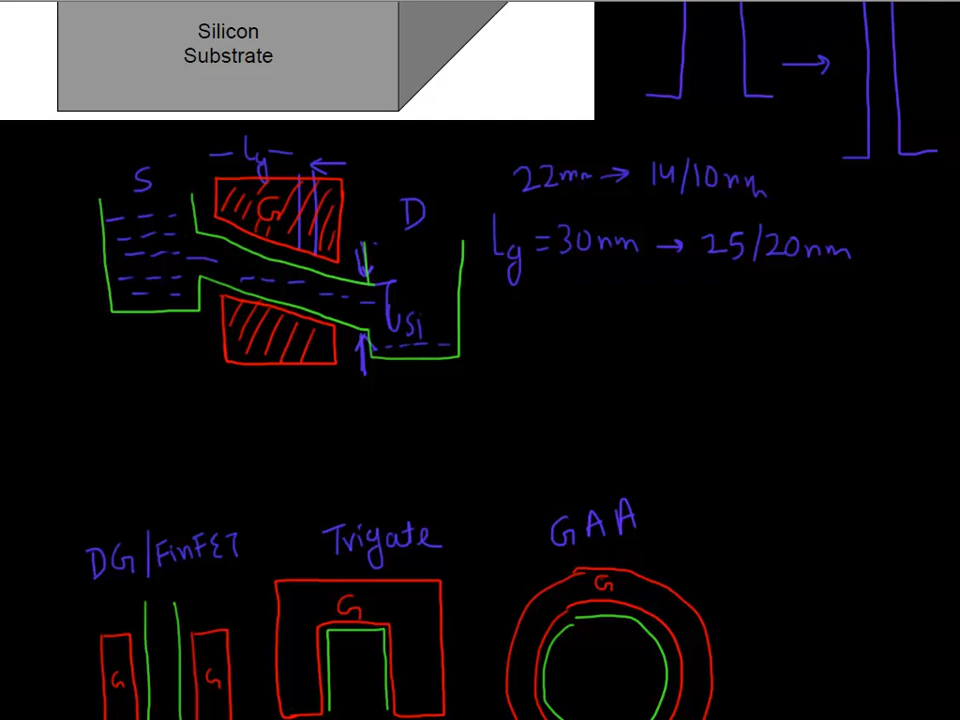 Silicon
Substrate
Lg
S
G
D
TSi
22nm → 14/10nm
Lg = 30nm → 25/20nm
DG/FinFET
Trigate
GAA
G
G
G
G